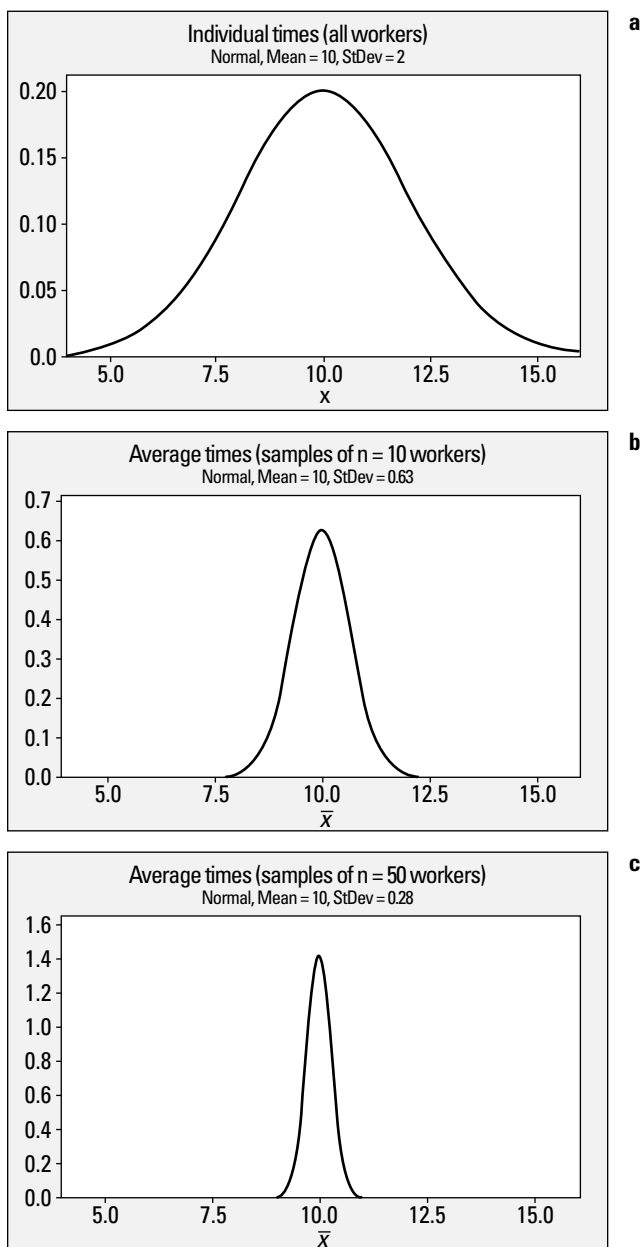 a
Individual times (all workers)
Normal, Mean = 10, StDev = 2
0.20
0.15
0.10
0.05
0.0
5.0 7.5 10.0 12.5 15.0
x
b
Average times (samples of n = 10 workers)
Normal, Mean = 10, StDev = 0.63
0.7
0.6
0.5
0.4
0.3
0.2
0.1
0.0
5.0 7.5 10.0 12.5 15.0
x̅
c
Average times (samples of n = 50 workers)
Normal, Mean = 10, StDev = 0.28
1.6
1.4
1.2
1.0
0.8
0.6
0.4
0.2
0.0
5.0 7.5 10.0 12.5 15.0
x̅